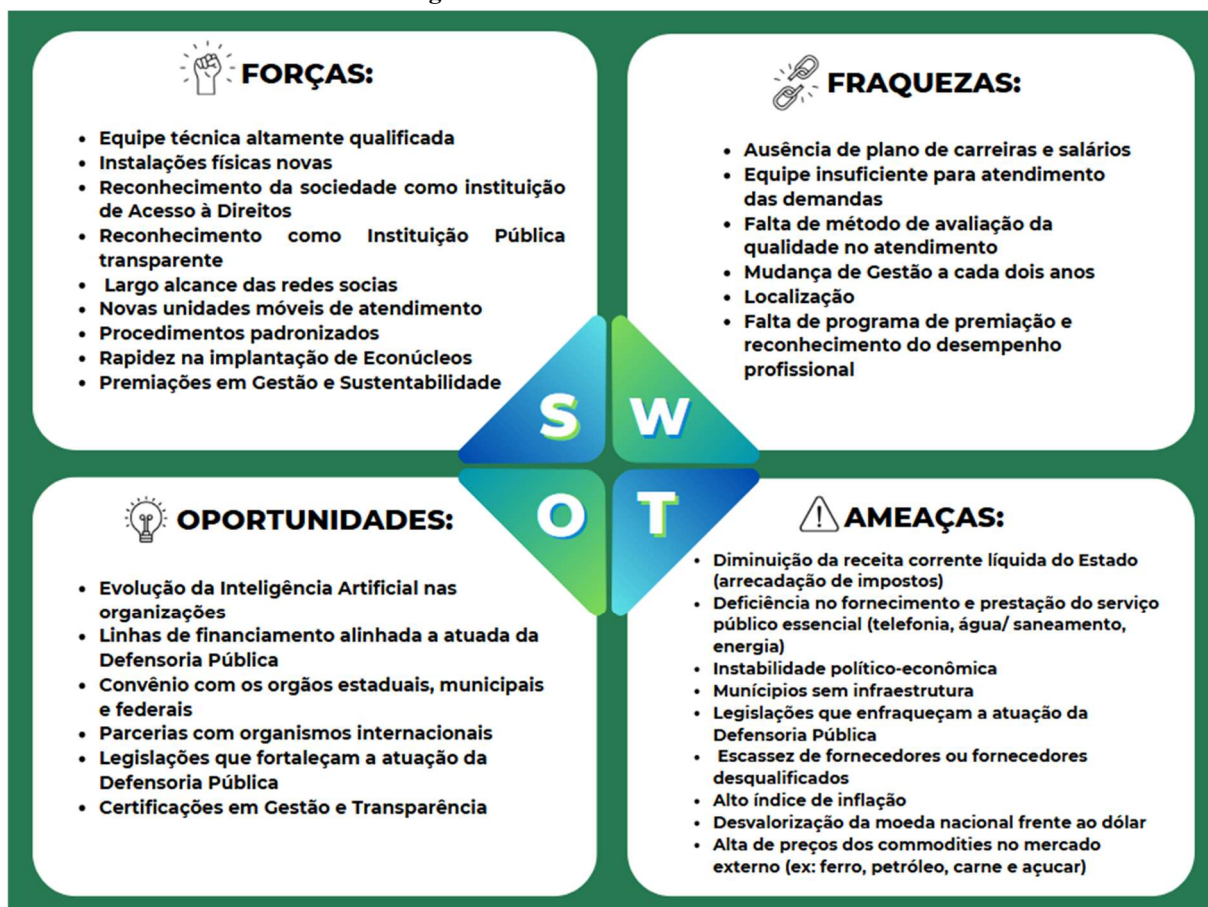 FORÇAS:
• Equipe técnica altamente qualificada
• Instalações físicas novas
• Reconhecimento da sociedade como instituição
de Acesso à Direitos
• Reconhecimento como Instituição Pública
transparente
• Largo alcance das redes socias
• Novas unidades móveis de atendimento
• Procedimentos padronizados
• Rapidez na implantação de Econúcleos
• Premiações em Gestão e Sustentabilidade
FRAQUEZAS:
• Ausência de plano de carreiras e salários
• Equipe insuficiente para atendimento
das demandas
• Falta de método de avaliação da
qualidade no atendimento
• Mudança de Gestão a cada dois anos
• Localização
• Falta de programa de premiação e
reconhecimento do desempenho
profissional
S W
O T
OPORTUNIDADES:
• Evolução da Inteligência Artificial nas
organizações
• Linhas de financiamento alinhada a atuada da
Defensoria Pública
• Convênio com os orgãos estaduais, municipais
e federais
• Parcerias com organismos internacionais
• Legislações que fortaleçam a atuação da
Defensoria Pública
• Certificações em Gestão e Transparência
AMEAÇAS:
• Diminuição da receita corrente líquida do Estado
(arrecadação de impostos)
• Deficiência no fornecimento e prestação do serviço
público essencial (telefonia, água/ saneamento,
energia)
• Instabilidade político-econômica
• Munícipios sem infraestrutura
• Legislações que enfraqueçam a atuação da
Defensoria Pública
• Escassez de fornecedores ou fornecedores
desqualificados
• Alto índice de inflação
• Desvalorização da moeda nacional frente ao dólar
• Alta de preços dos commodities no mercado
externo (ex: ferro, petróleo, carne e açucar)